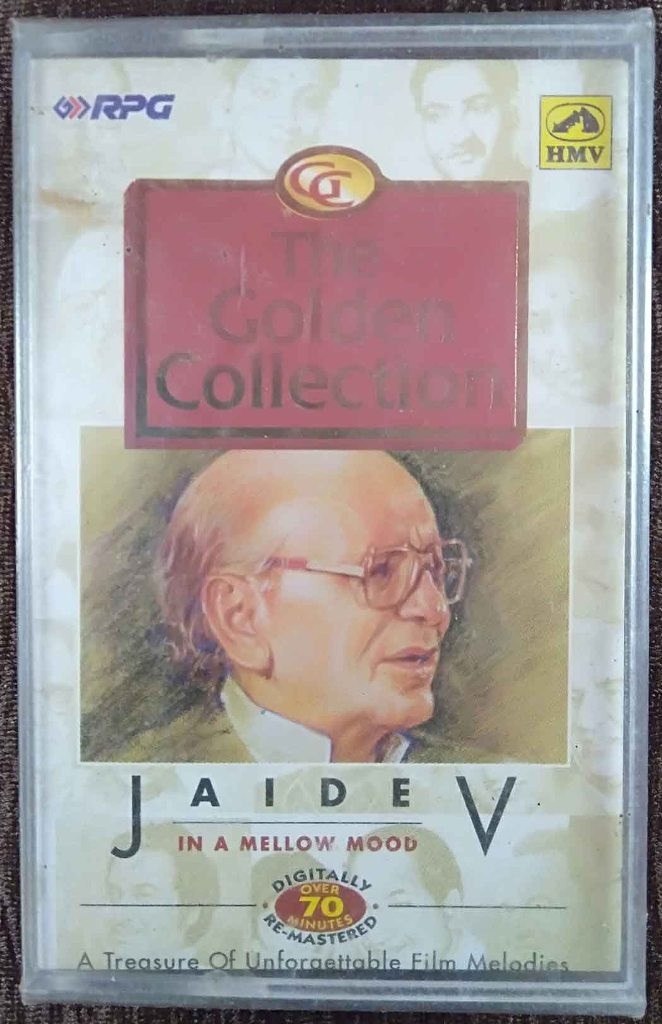 RPG
HMV
CG
The
Golden
Collection
JAIDEV
IN A MELLOW MOOD
DIGITALLY
OVER
70
MINUTES
RE-MASTERED
A Treasure Of Unforgettable Film Melodies